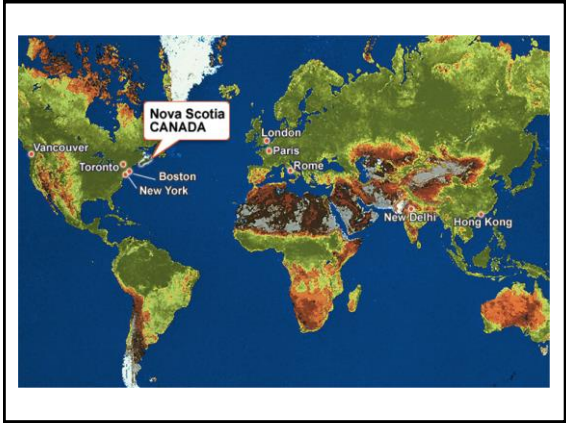 Nova Scotia
CANADA
London
Vancouver
Paris
Toronto
Rome
Boston
New York
New Delhi
Hong Kong